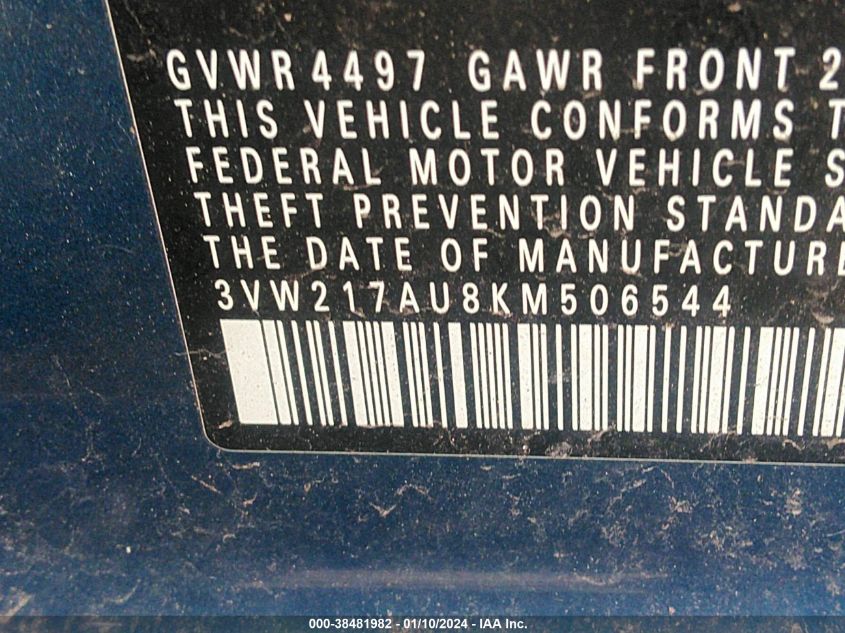 GVWR 4497 GAWR FRONT 2
THIS VEHICLE CONFORMS T
FEDERAL MOTOR VEHICLE S
THEFT PREVENTION STANDA
THE DATE OF MANUFACTURE
3VW217AU8KM506544
000-38481982 - 01/10/2024 - IAA Inc.